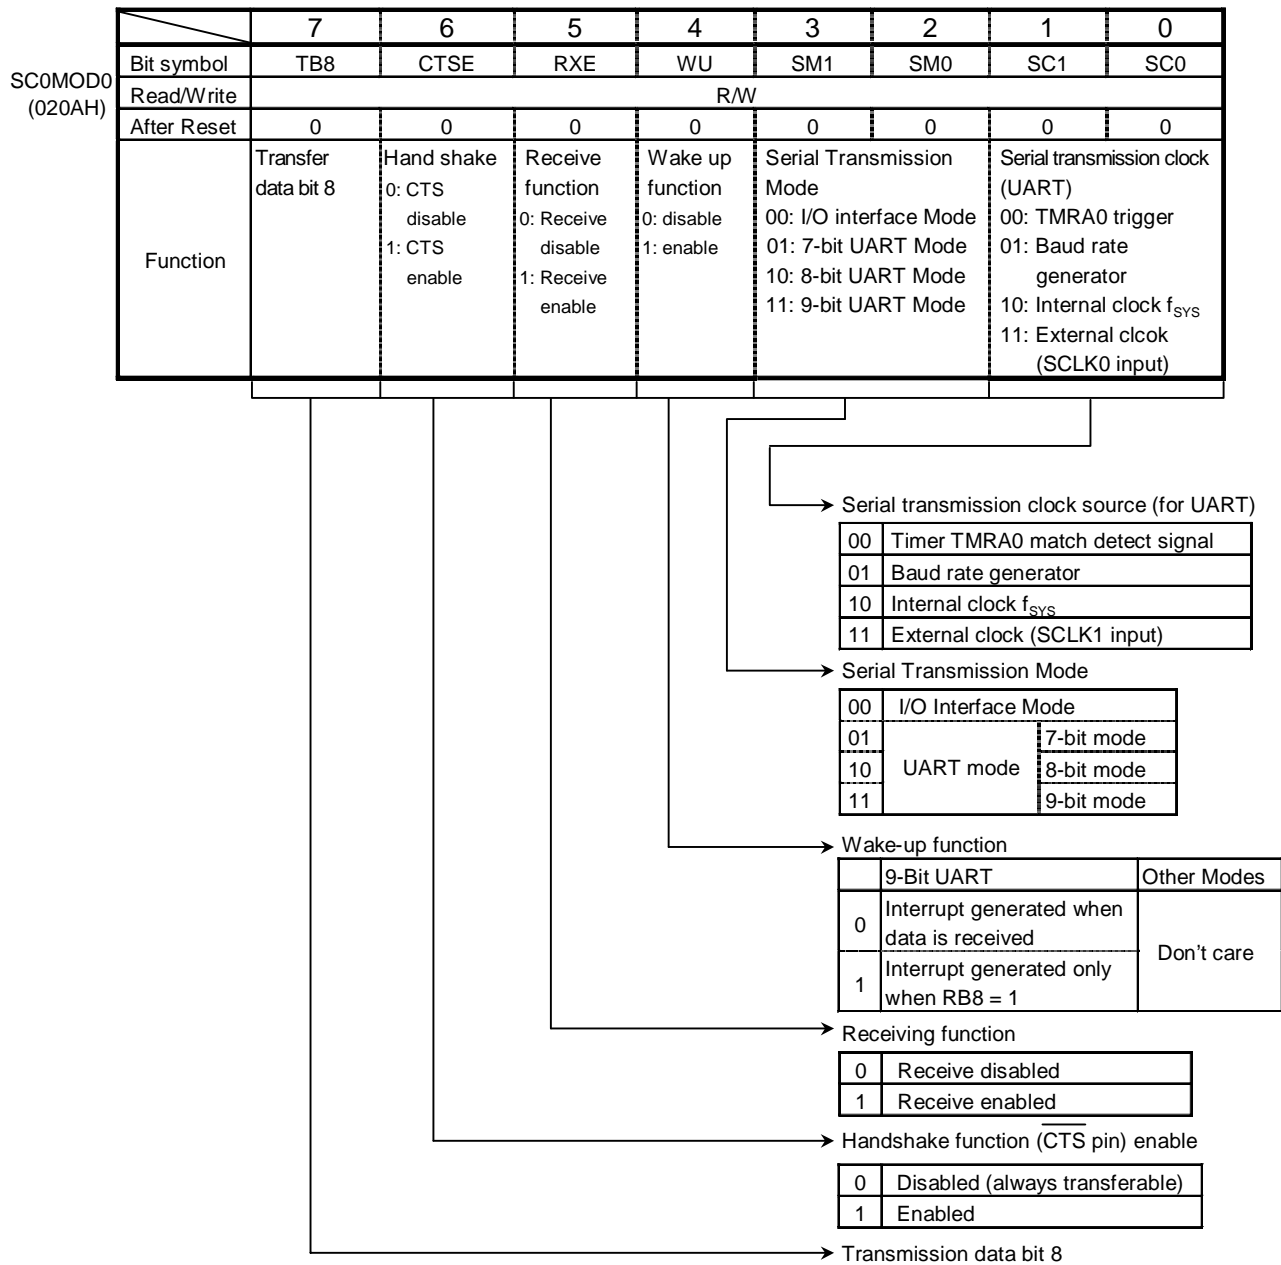 7 6 5 4 3 2 1 0
SC0MOD0
(020AH)
Bit symbol TB8 CTSE RXE WU SM1 SM0 SC1 SC0
Read/Write R/W
After Reset 0 0 0 0 0 0 0 0
Function
Transfer
data bit 8
Hand shake
0: CTS
disable
1: CTS
enable
Receive
function
0: Receive
disable
1: Receive
enable
Wake up
function
0: disable
1: enable
Serial Transmission
Mode
00: I/O interface Mode
01: 7-bit UART Mode
10: 8-bit UART Mode
11: 9-bit UART Mode
Serial transmission clock
(UART)
00: TMRA0 trigger
01: Baud rate
generator
10: Internal clock fSYS
11: External clcok
(SCLK0 input)
Serial transmission clock source (for UART)
00 Timer TMRA0 match detect signal
01 Baud rate generator
10 Internal clock fSYS
11 External clock (SCLK1 input)
Serial Transmission Mode
00 I/O Interface Mode
01 7-bit mode
10 UART mode 8-bit mode
11 9-bit mode
Wake-up function
9-Bit UART Other Modes
0 Interrupt generated when
data is received
Don't care
1 Interrupt generated only
when RB8 = 1
Receiving function
0 Receive disabled
1 Receive enabled
Handshake function (C̅T̅S̅ pin) enable
0 Disabled (always transferable)
1 Enabled
Transmission data bit 8